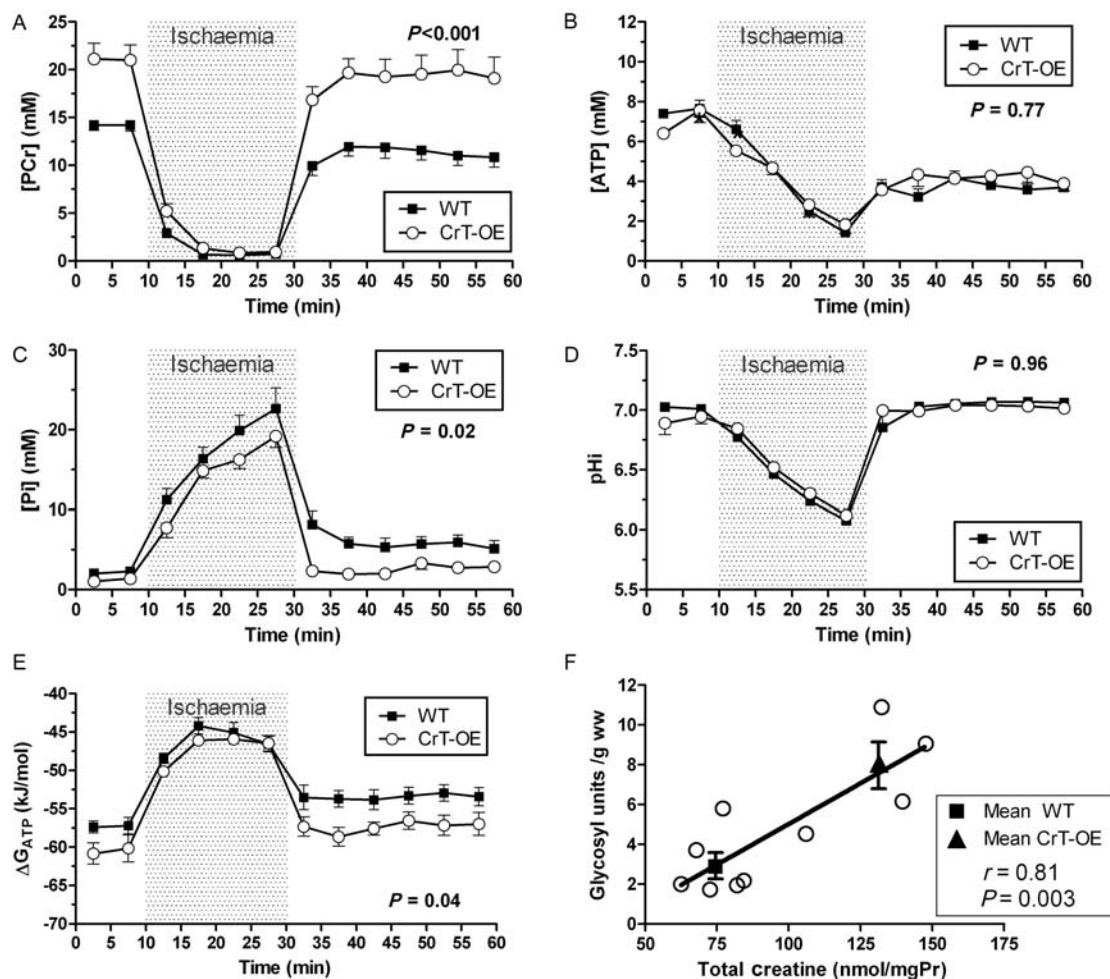 A
Ischaemia
P<0.001
[PCr] (mM)
25
20
15
10
5
0
WT
CrT-OE
0 5 10 15 20 25 30 35 40 45 50 55 60
Time (min)
B
Ischaemia
WT
CrT-OE
P = 0.77
[ATP] (mM)
12
10
8
6
4
2
0
0 5 10 15 20 25 30 35 40 45 50 55 60
Time (min)
C
Ischaemia
WT
CrT-OE
P = 0.02
[Pi] (mM)
30
20
10
0
0 5 10 15 20 25 30 35 40 45 50 55 60
Time (min)
D
Ischaemia
P = 0.96
pHi
7.5
7.0
6.5
6.0
5.5
WT
CrT-OE
0 5 10 15 20 25 30 35 40 45 50 55 60
Time (min)
E
Ischaemia
WT
CrT-OE
ΔG_ATP (kJ/mol)
-40
-45
-50
-55
-60
-65
-70
P = 0.04
0 5 10 15 20 25 30 35 40 45 50 55 60
Time (min)
F
Glycosyl units /g ww
12
10
8
6
4
2
0
Mean WT
Mean CrT-OE
r = 0.81
P = 0.003
50 75 100 125 150 175
Total creatine (nmol/mgPr)